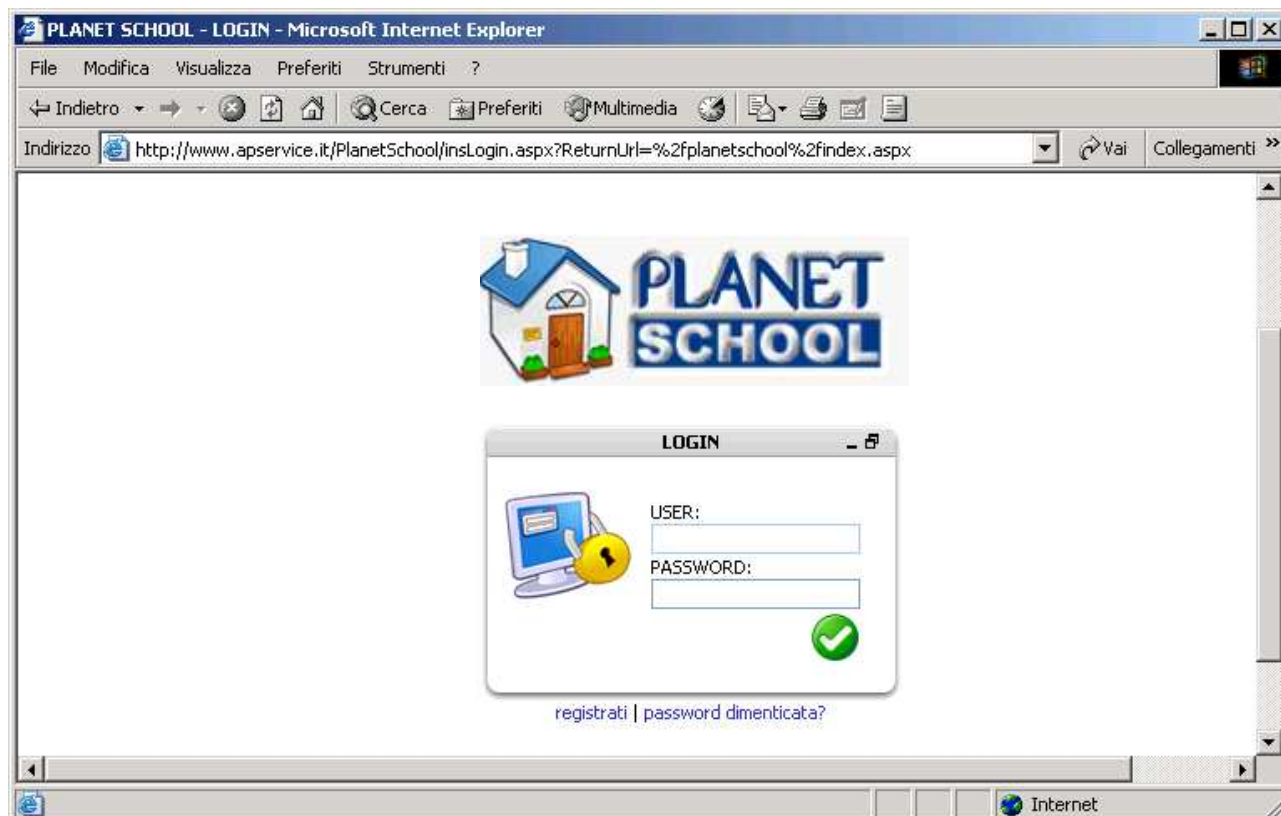 PLANET SCHOOL - LOGIN - Microsoft Internet Explorer
File Modifica Visualizza Preferiti Strumenti ?
Indietro Cerca Preferiti Multimedia
Indirizzo http://www.apservice.it/PlanetSchool/insLogin.aspx?ReturnUrl=%2fplanetschool%2findex.aspx Vai Collegamenti »
PLANET
SCHOOL
LOGIN
USER:
PASSWORD:
registrati | password dimenticata?
Internet